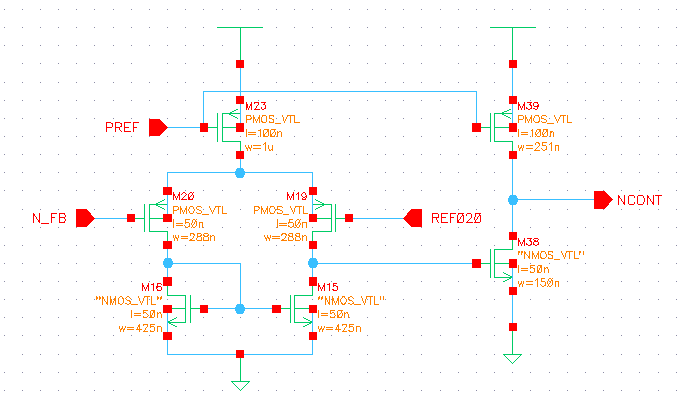 M23
PMOS_VTL
l=100n
w=1u
M39
PMOS_VTL
l=100n
w=251n
PREF
M20
PMOS_VTL
l=50n
w=288n
M19
PMOS_VTL
l=50n
w=288n
N_FB
REF020
NCONT
M38
"NMOS_VTL"
l=50n
w=150n
M16
"NMOS_VTL"
l=50n
w=425n
M15
"NMOS_VTL"
l=50n
w=425n